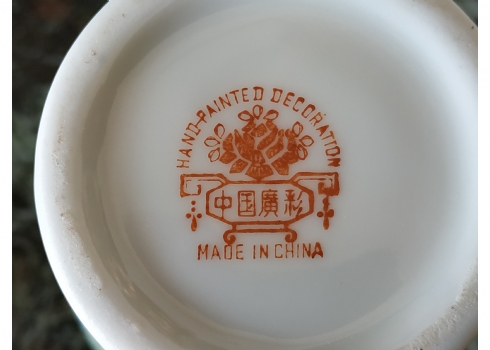 HAND-PAINTED DECORATION
中国廣彩
MADE IN CHINA